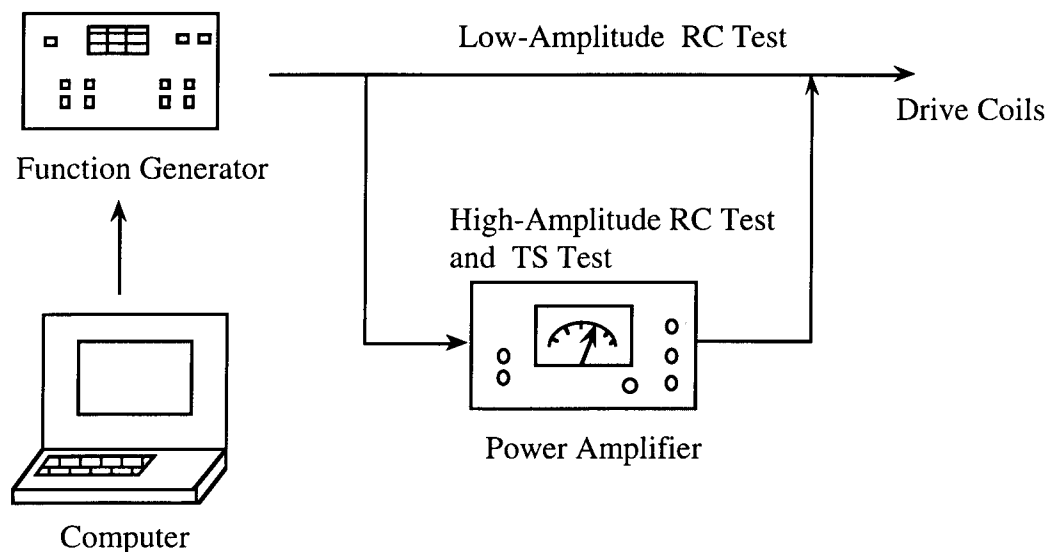 Low-Amplitude RC Test
Drive Coils
Function Generator
High-Amplitude RC Test
and TS Test
Power Amplifier
Computer